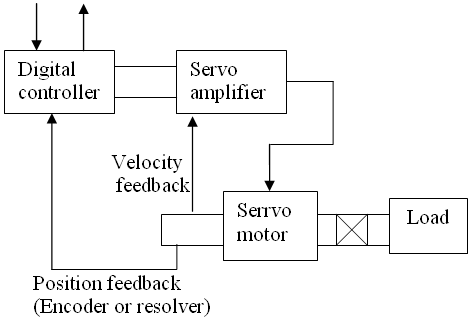 Digital
controller
Servo
amplifier
Velocity
feedback
Serrvo
motor
Load
Position feedback
(Encoder or resolver)